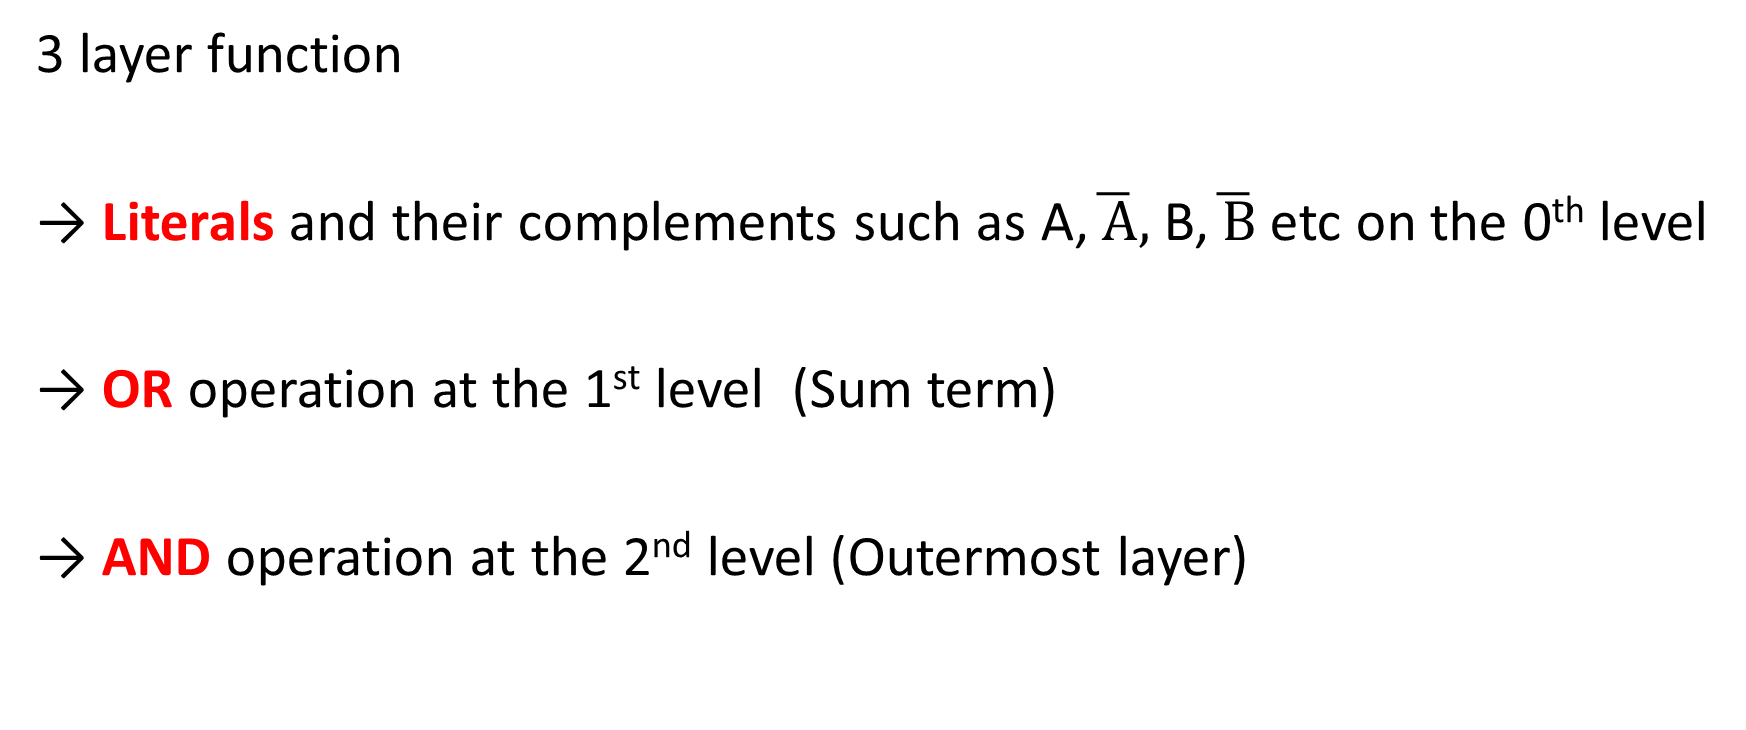 3 layer function
→ Literals and their complements such as A, A̅, B, B̅ etc on the 0ᵗʰ level
→ OR operation at the 1ˢᵗ level (Sum term)
→ AND operation at the 2ⁿᵈ level (Outermost layer)